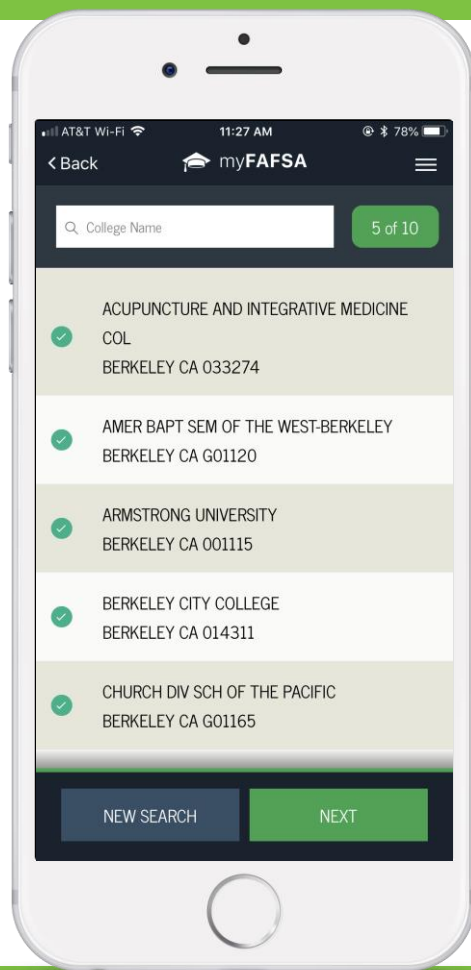 AT&T Wi-Fi 11:27 AM 78%
Back myFAFSA
College Name 5 of 10
ACUPUNCTURE AND INTEGRATIVE MEDICINE
COL
BERKELEY CA 033274
AMER BAPT SEM OF THE WEST-BERKELEY
BERKELEY CA G01120
ARMSTRONG UNIVERSITY
BERKELEY CA 001115
BERKELEY CITY COLLEGE
BERKELEY CA 014311
CHURCH DIV SCH OF THE PACIFIC
BERKELEY CA G01165
NEW SEARCH NEXT